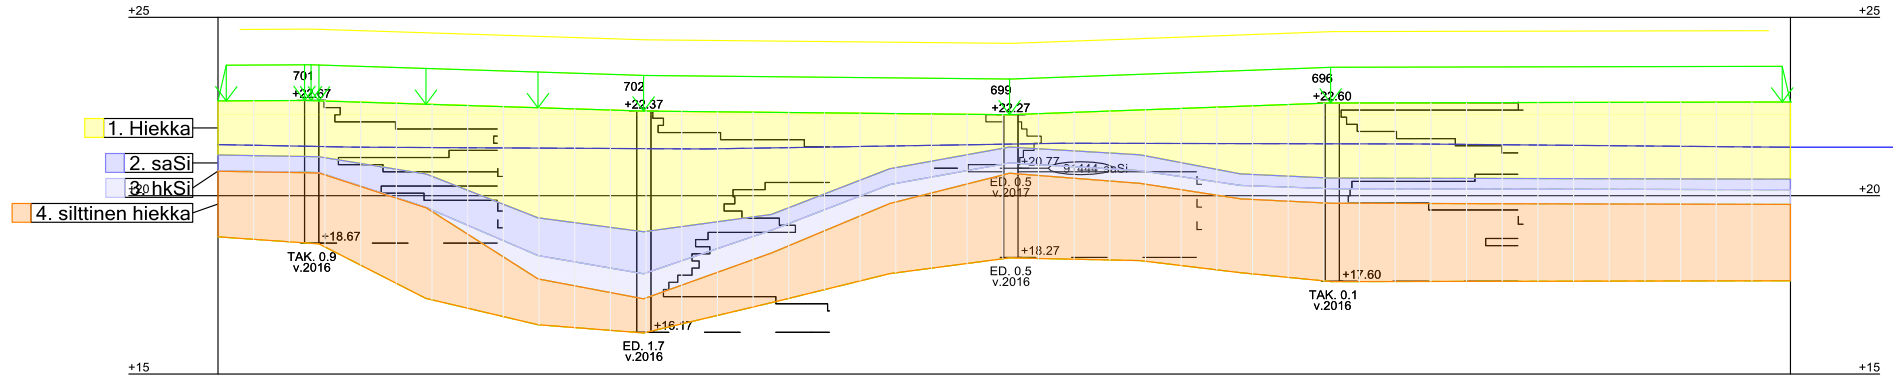 +25
+25
701
+22.67
702
+22.37
699
+22.27
696
+22.60
1. Hiekka
2. saSi
3. hkSi
+20
+20
4. silttinen hiekka
+20.77
saSi
ED. 0.5
v.2017
+18.67
TAK. 0.9
v.2016
+16.17
ED. 1.7
v.2016
+18.27
ED. 0.5
v.2016
+17.60
TAK. 0.1
v.2016
+15
+15